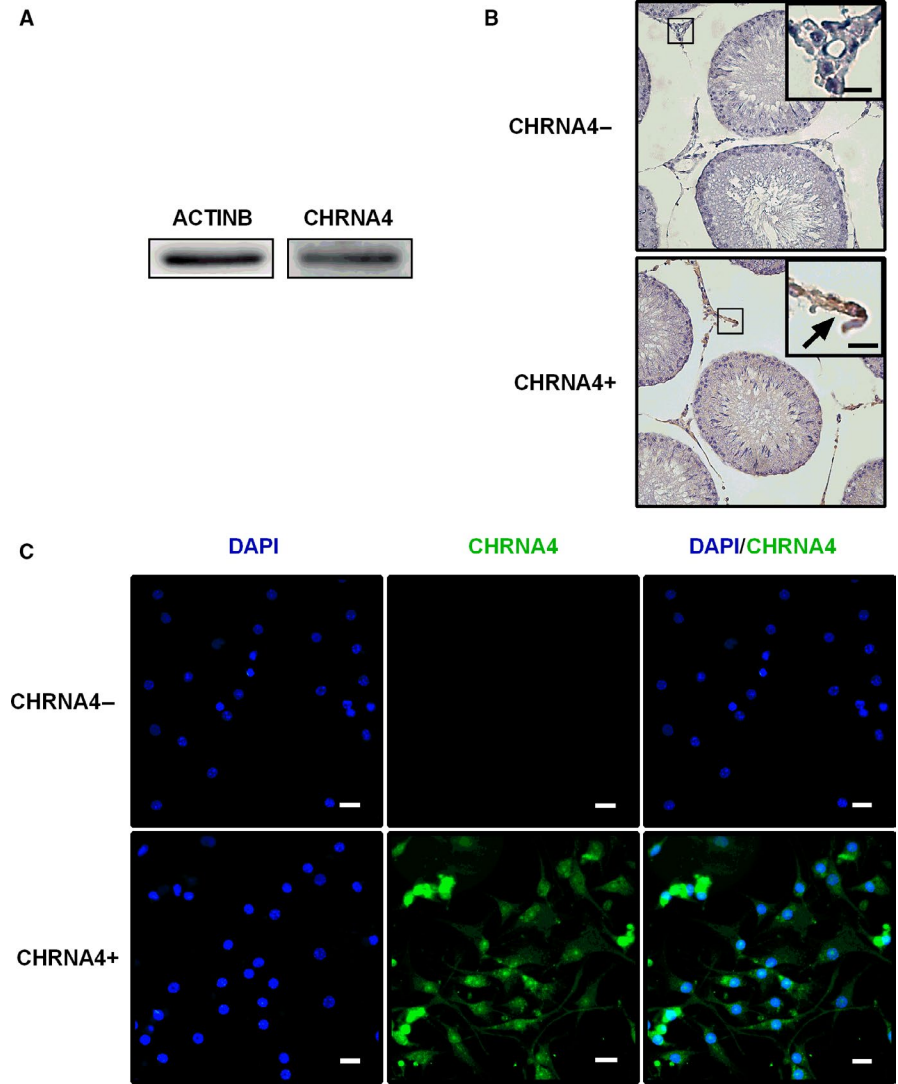 A
B
CHRNA4–
ACTINB CHRNA4
CHRNA4+
C
DAPI CHRNA4 DAPI/CHRNA4
CHRNA4–
CHRNA4+